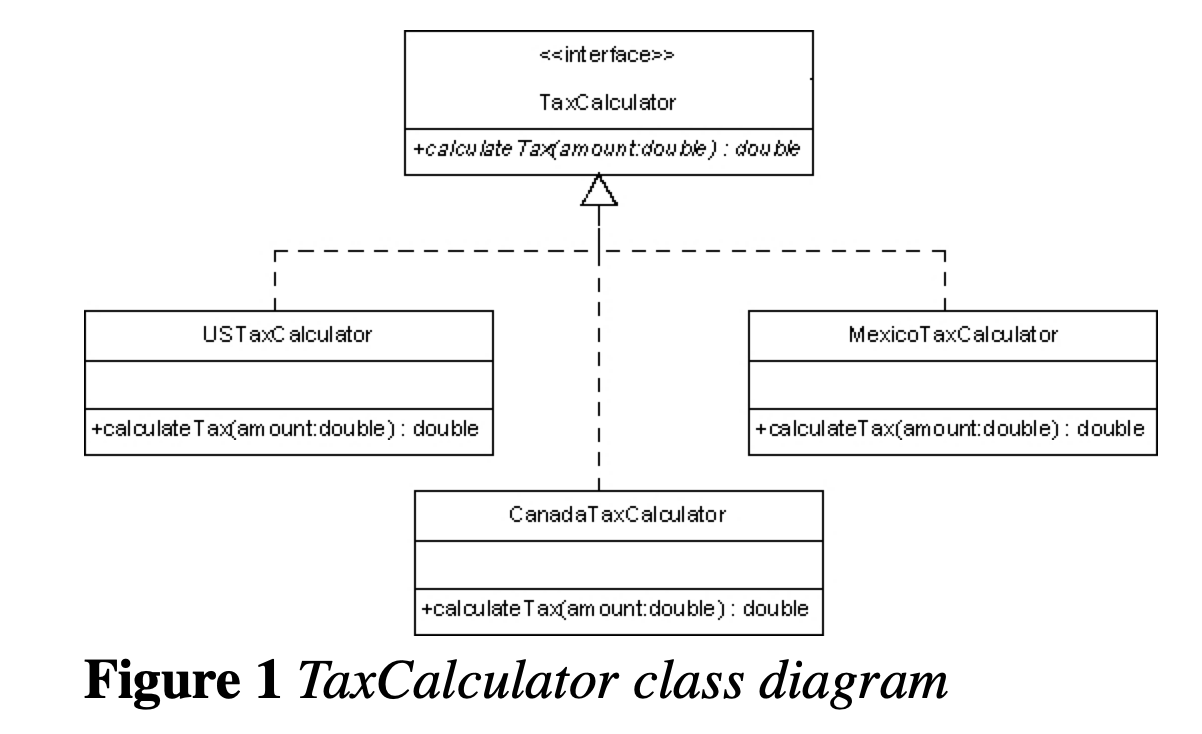 <<interface>>
TaxCalculator
+calculateTax(amount:double) : double
USTaxCalculator
+calculateTax(amount:double) : double
MexicoTaxCalculator
+calculateTax(amount:double) : double
CanadaTaxCalculator
+calculateTax(amount:double) : double
Figure 1 TaxCalculator class diagram